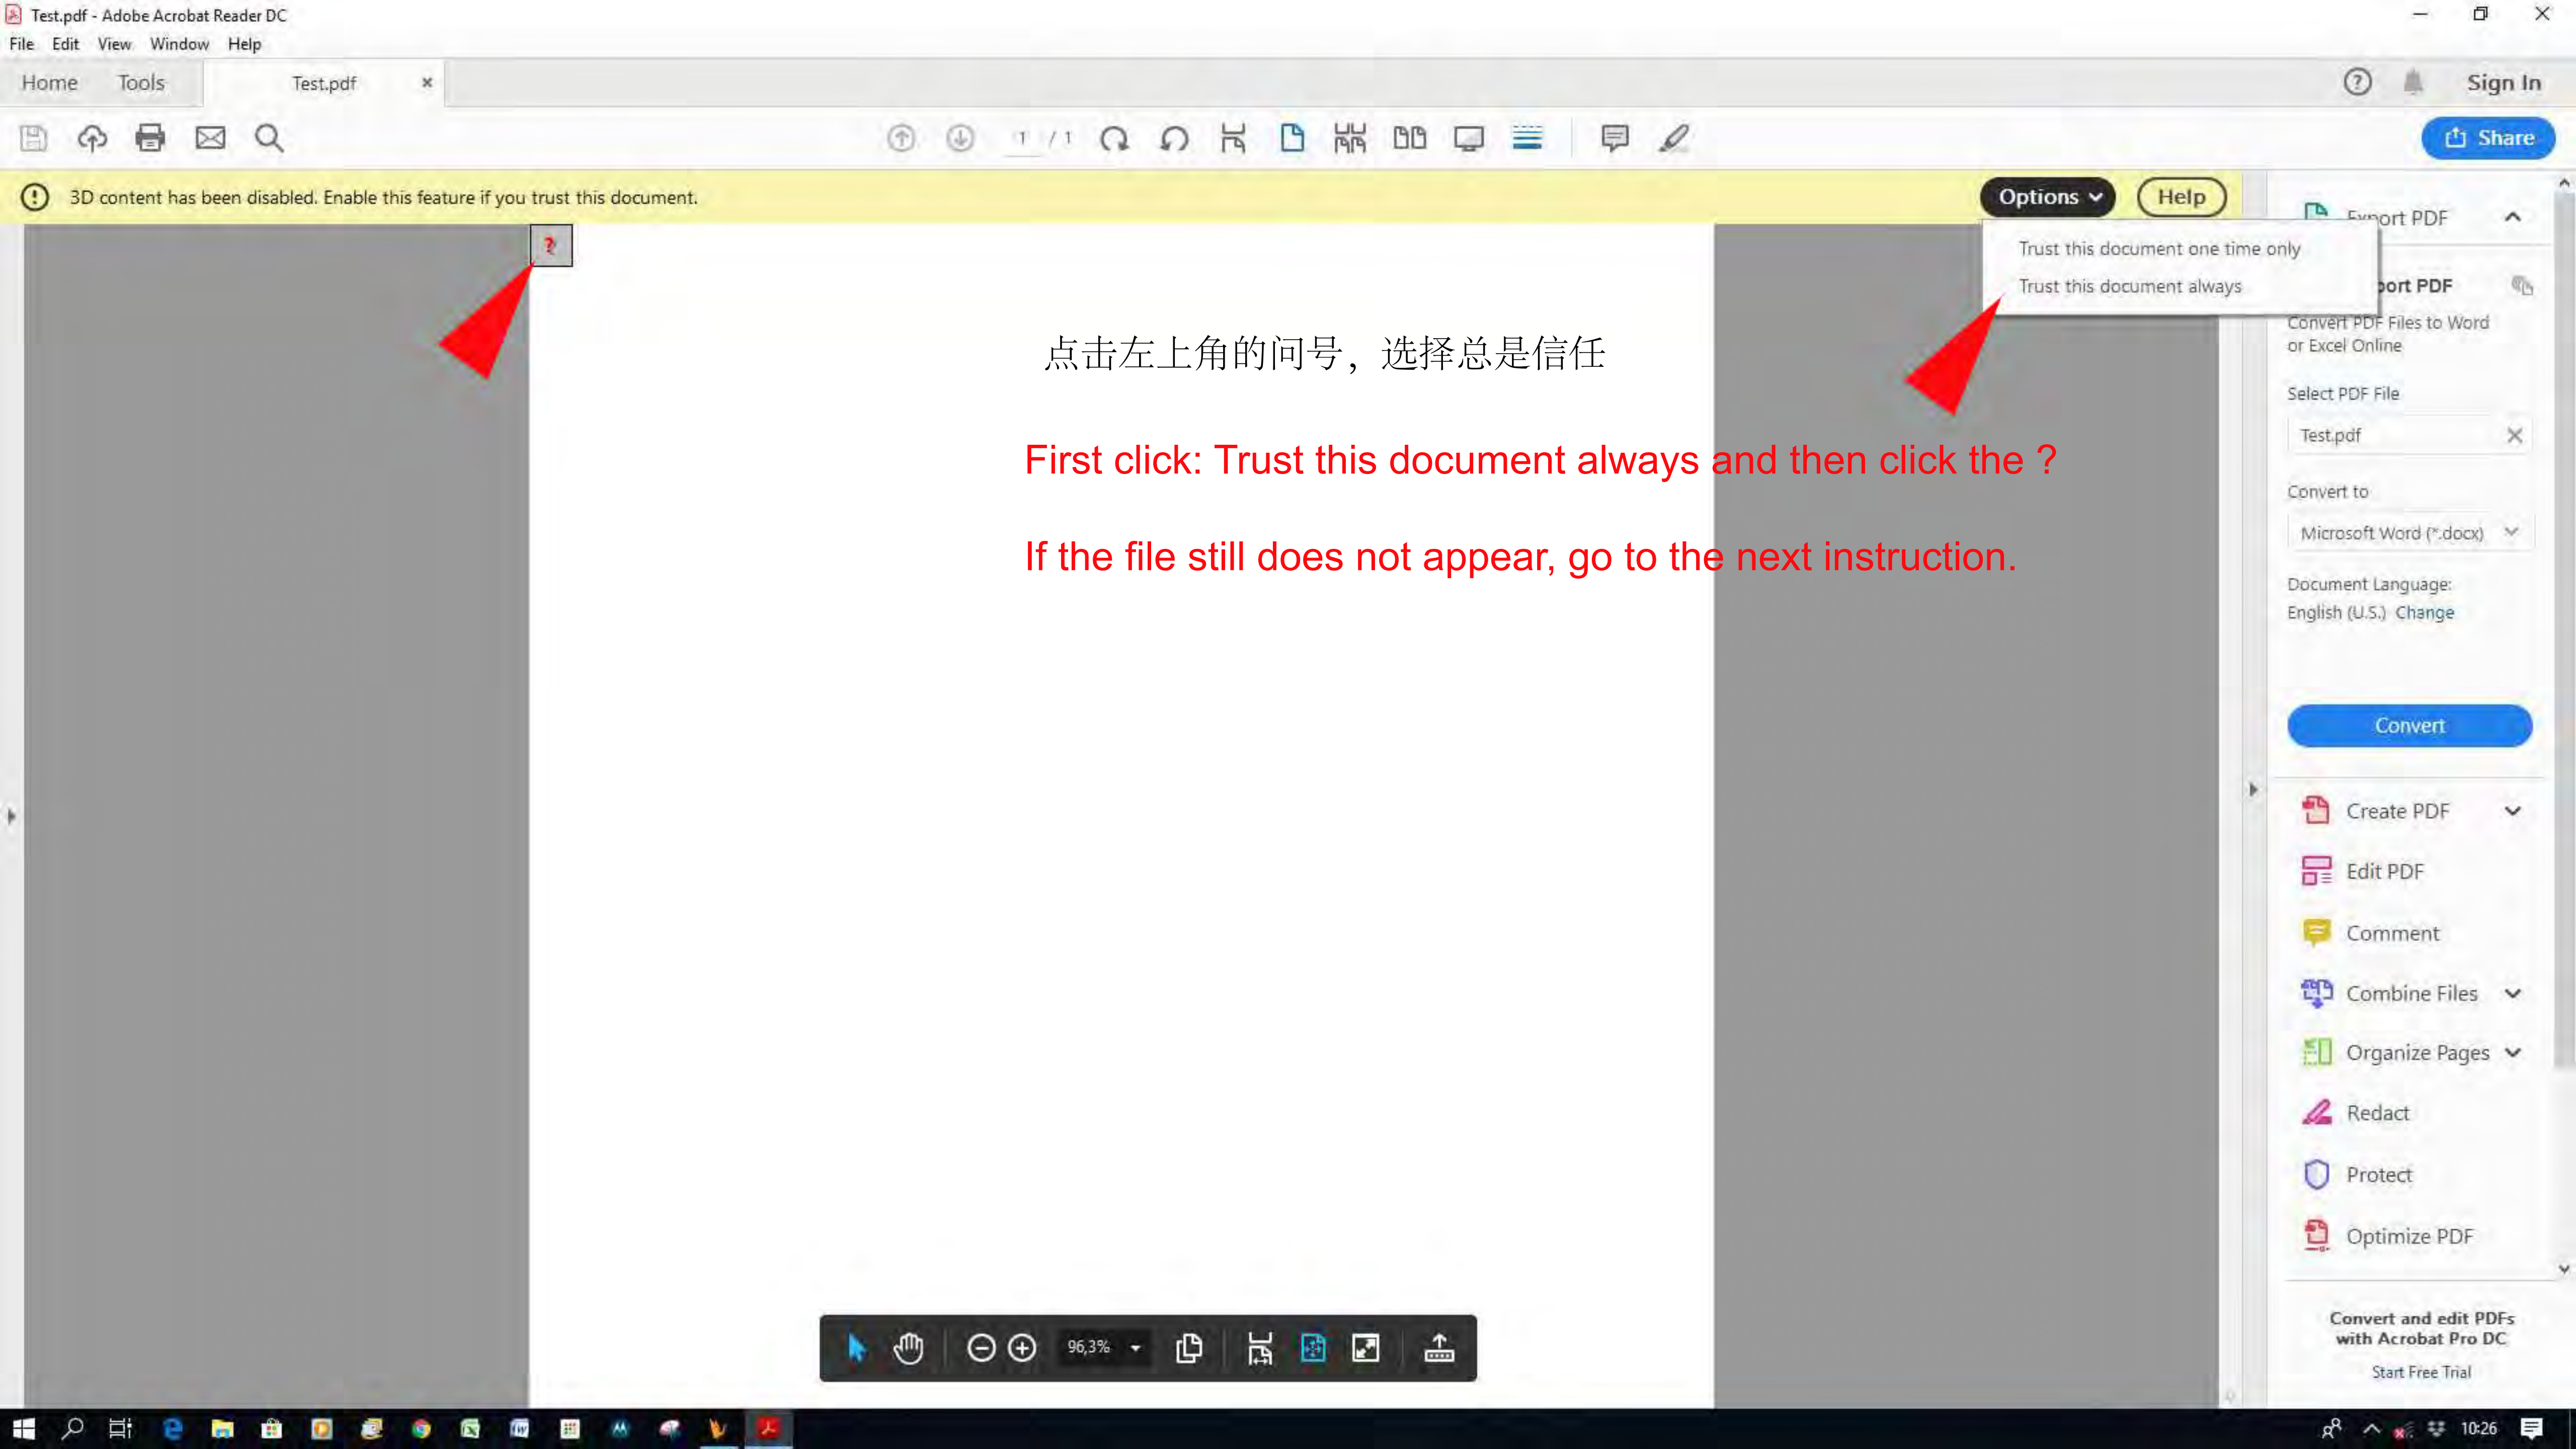 Test.pdf - Adobe Acrobat Reader DC
File Edit View Window Help
Home Tools Test.pdf
Sign In
1 / 1
Share
3D content has been disabled. Enable this feature if you trust this document.
Options
Help
?
Trust this document one time only
Trust this document always
点击左上角的问号，选择总是信任
First click: Trust this document always and then click the ?
If the file still does not appear, go to the next instruction.
Export PDF
port PDF
Convert PDF Files to Word
or Excel Online
Select PDF File
Test.pdf
Convert to
Microsoft Word (*.docx)
Document Language:
English (U.S.) Change
Convert
Create PDF
Edit PDF
Comment
Combine Files
Organize Pages
Redact
Protect
Optimize PDF
Convert and edit PDFs
with Acrobat Pro DC
Start Free Trial
96,3%
10:26